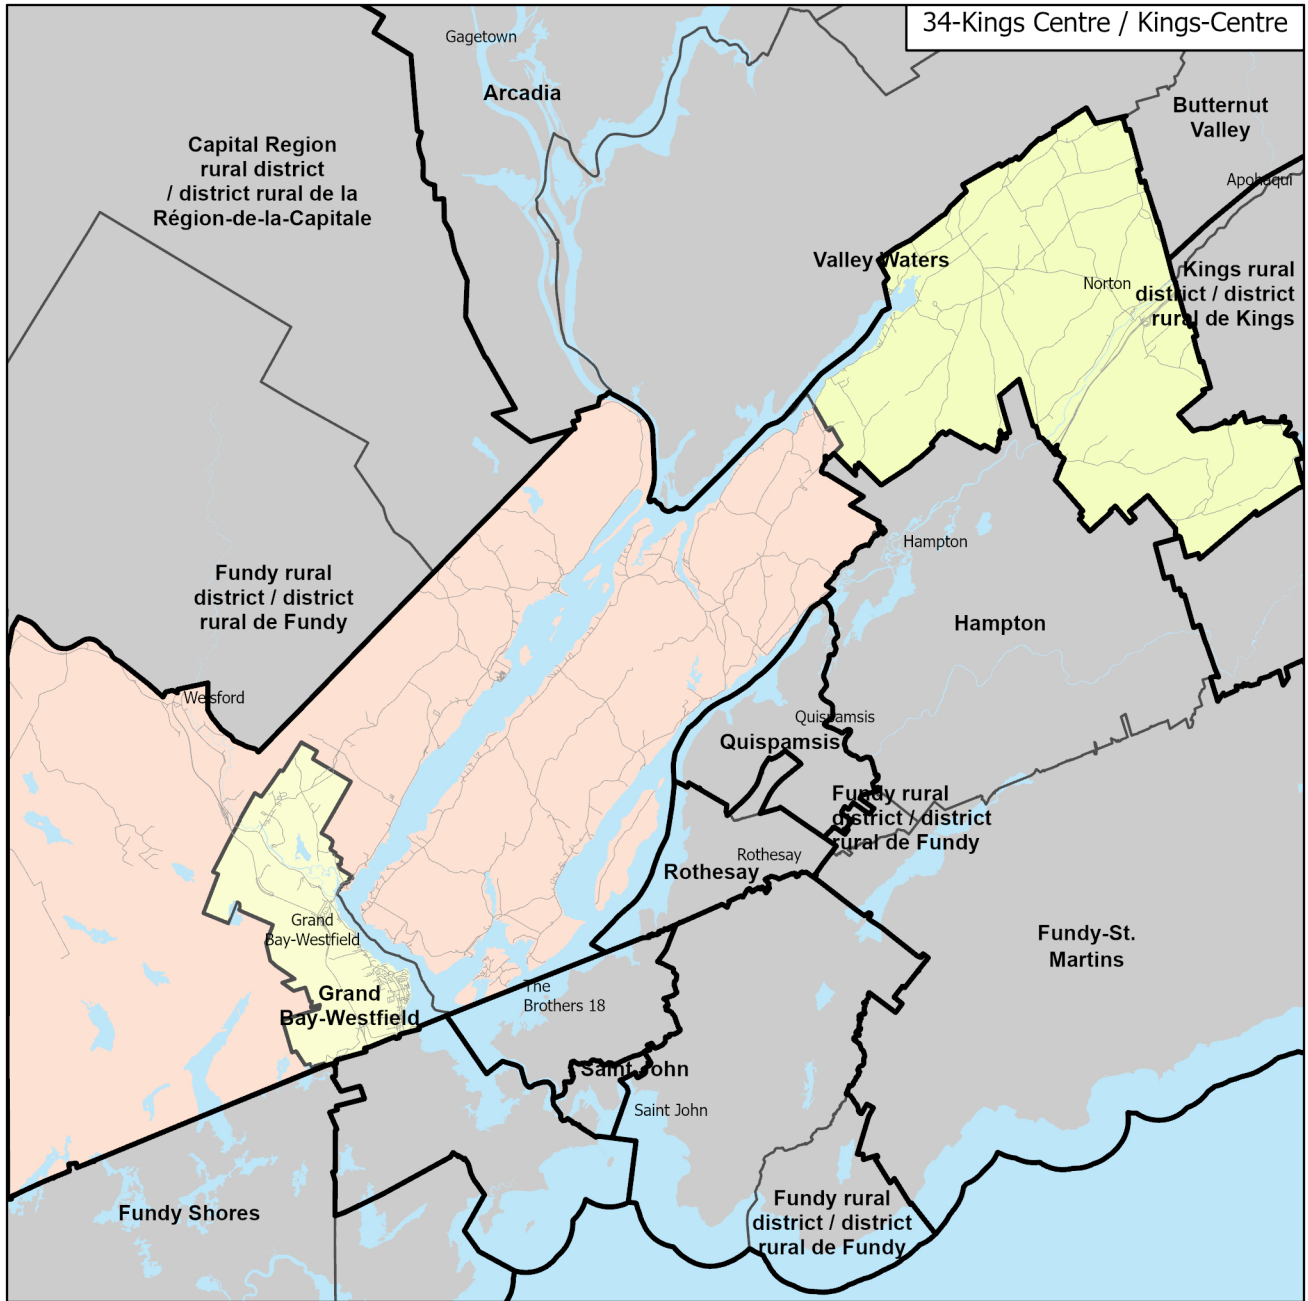 34-Kings Centre / Kings-Centre
Gagetown
Arcadia
Butternut
Valley
Capital Region
rural district
/ district rural de la
Région-de-la-Capitale
Apohaqui
Valley Waters
Kings rural
district / district
rural de Kings
Norton
Hampton
Fundy rural
district / district
rural de Fundy
Hampton
Welsford
Quispamsis
Quispamsis
Fundy rural
district / district
rural de Fundy
Rothesay
Rothesay
Grand
Bay-Westfield
Fundy-St.
Martins
Grand
Bay-Westfield
The
Brothers 18
Saint John
Saint John
Fundy Shores
Fundy rural
district / district
rural de Fundy